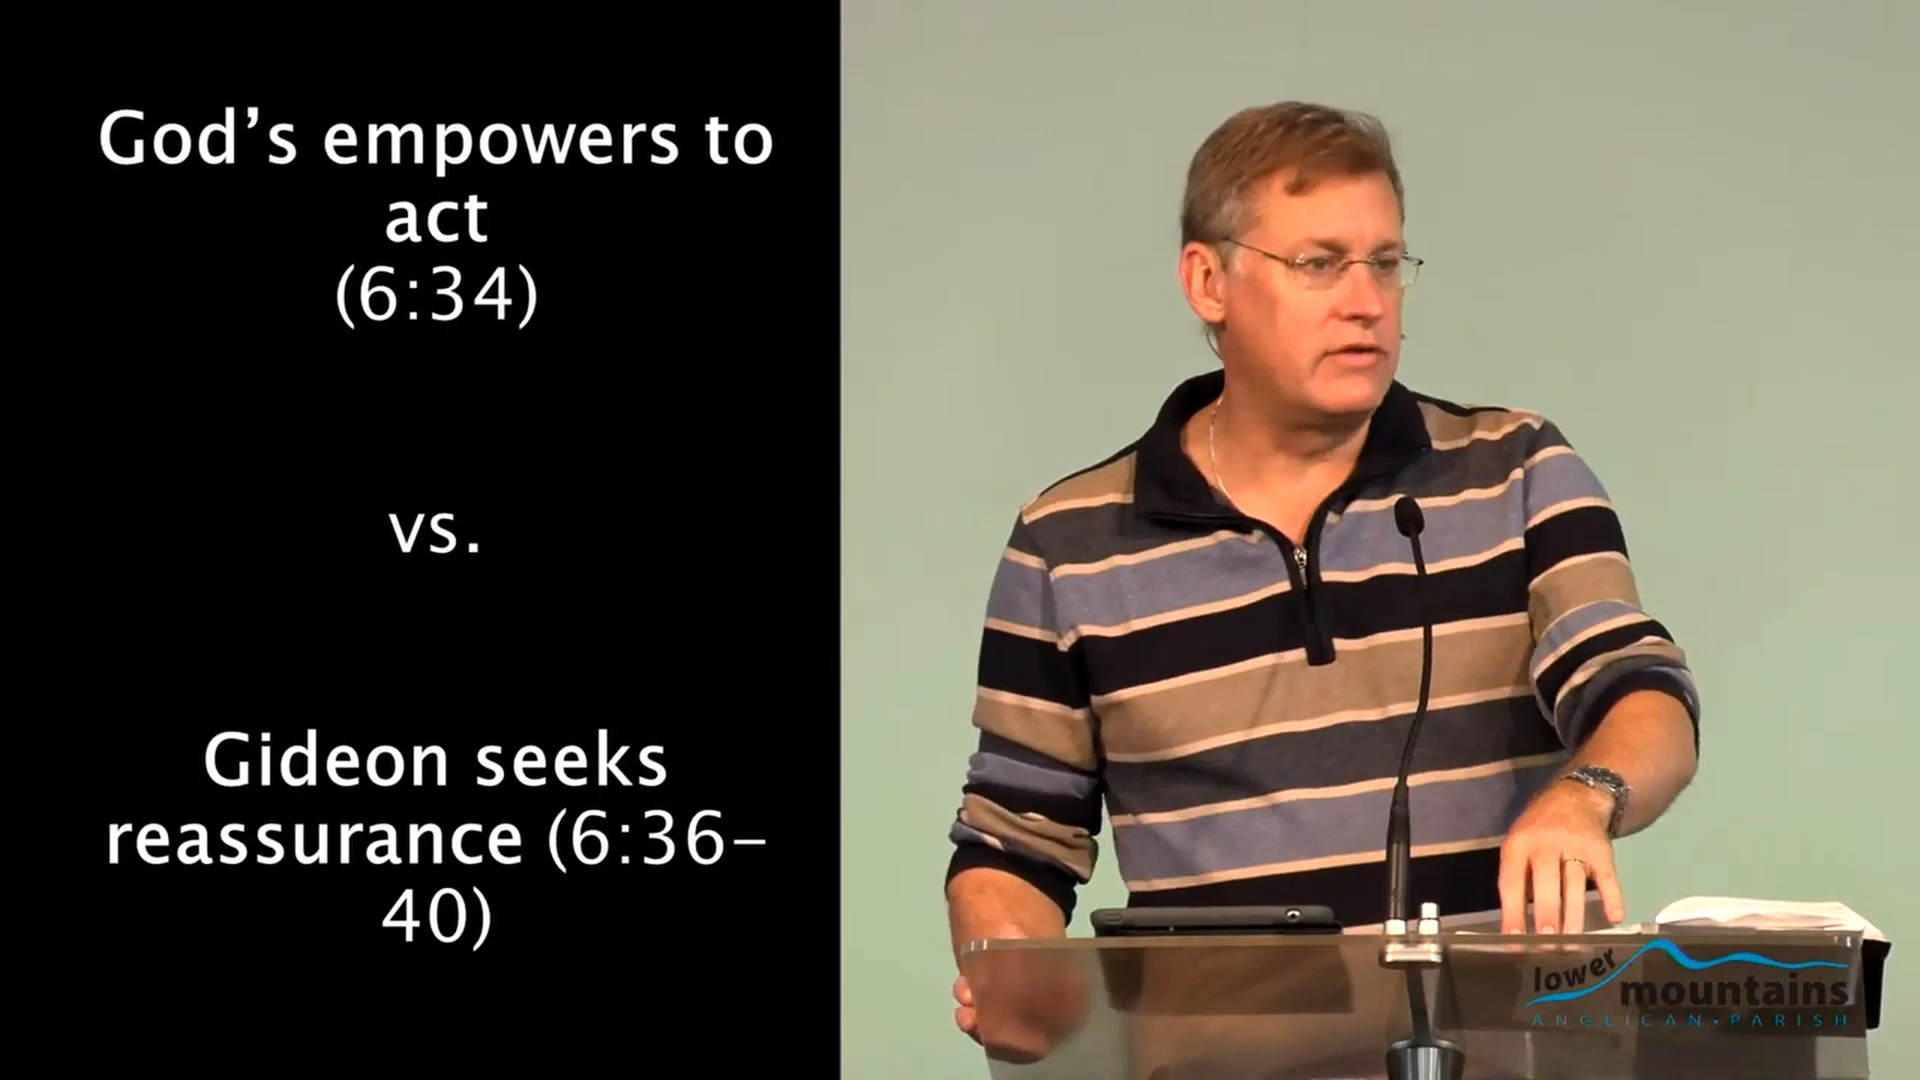 God’s empowers to
act
(6:34)
vs.
Gideon seeks
reassurance (6:36–
40)
lower
mountains
ANGLICAN•PARISH